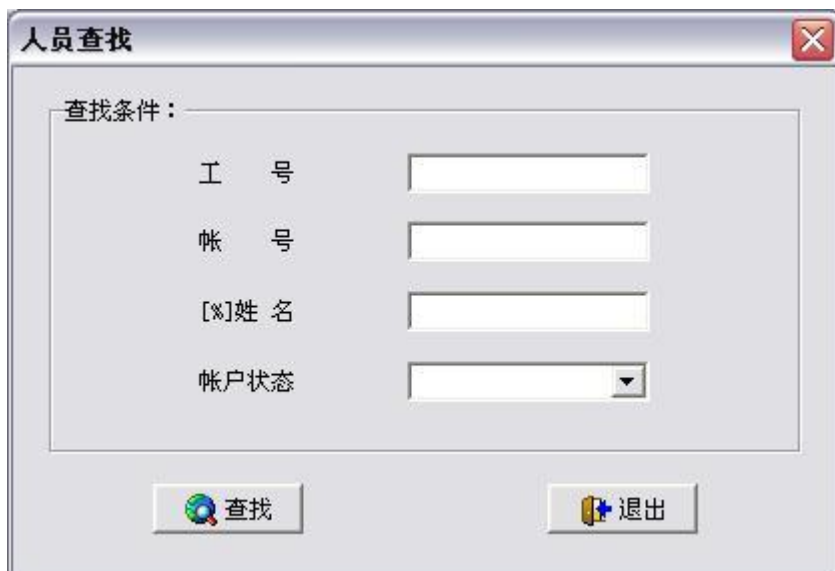 人员查找
查找条件：
工 号
帐 号
[%]姓 名
帐户状态
查找
退出